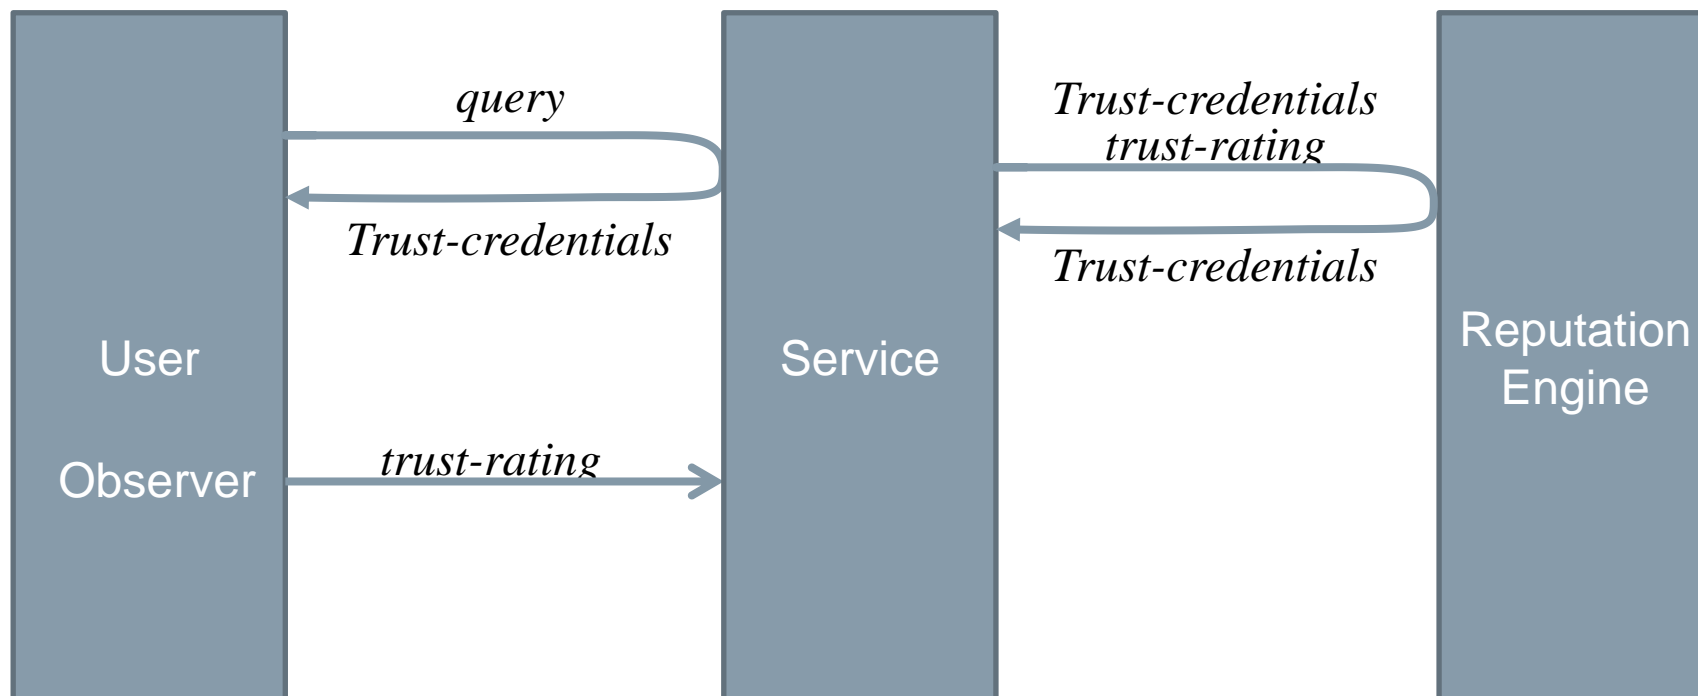 query
Trust-credentials
trust-rating
Trust-credentials
Trust-credentials
User
Service
Reputation
Engine
Observer
trust-rating